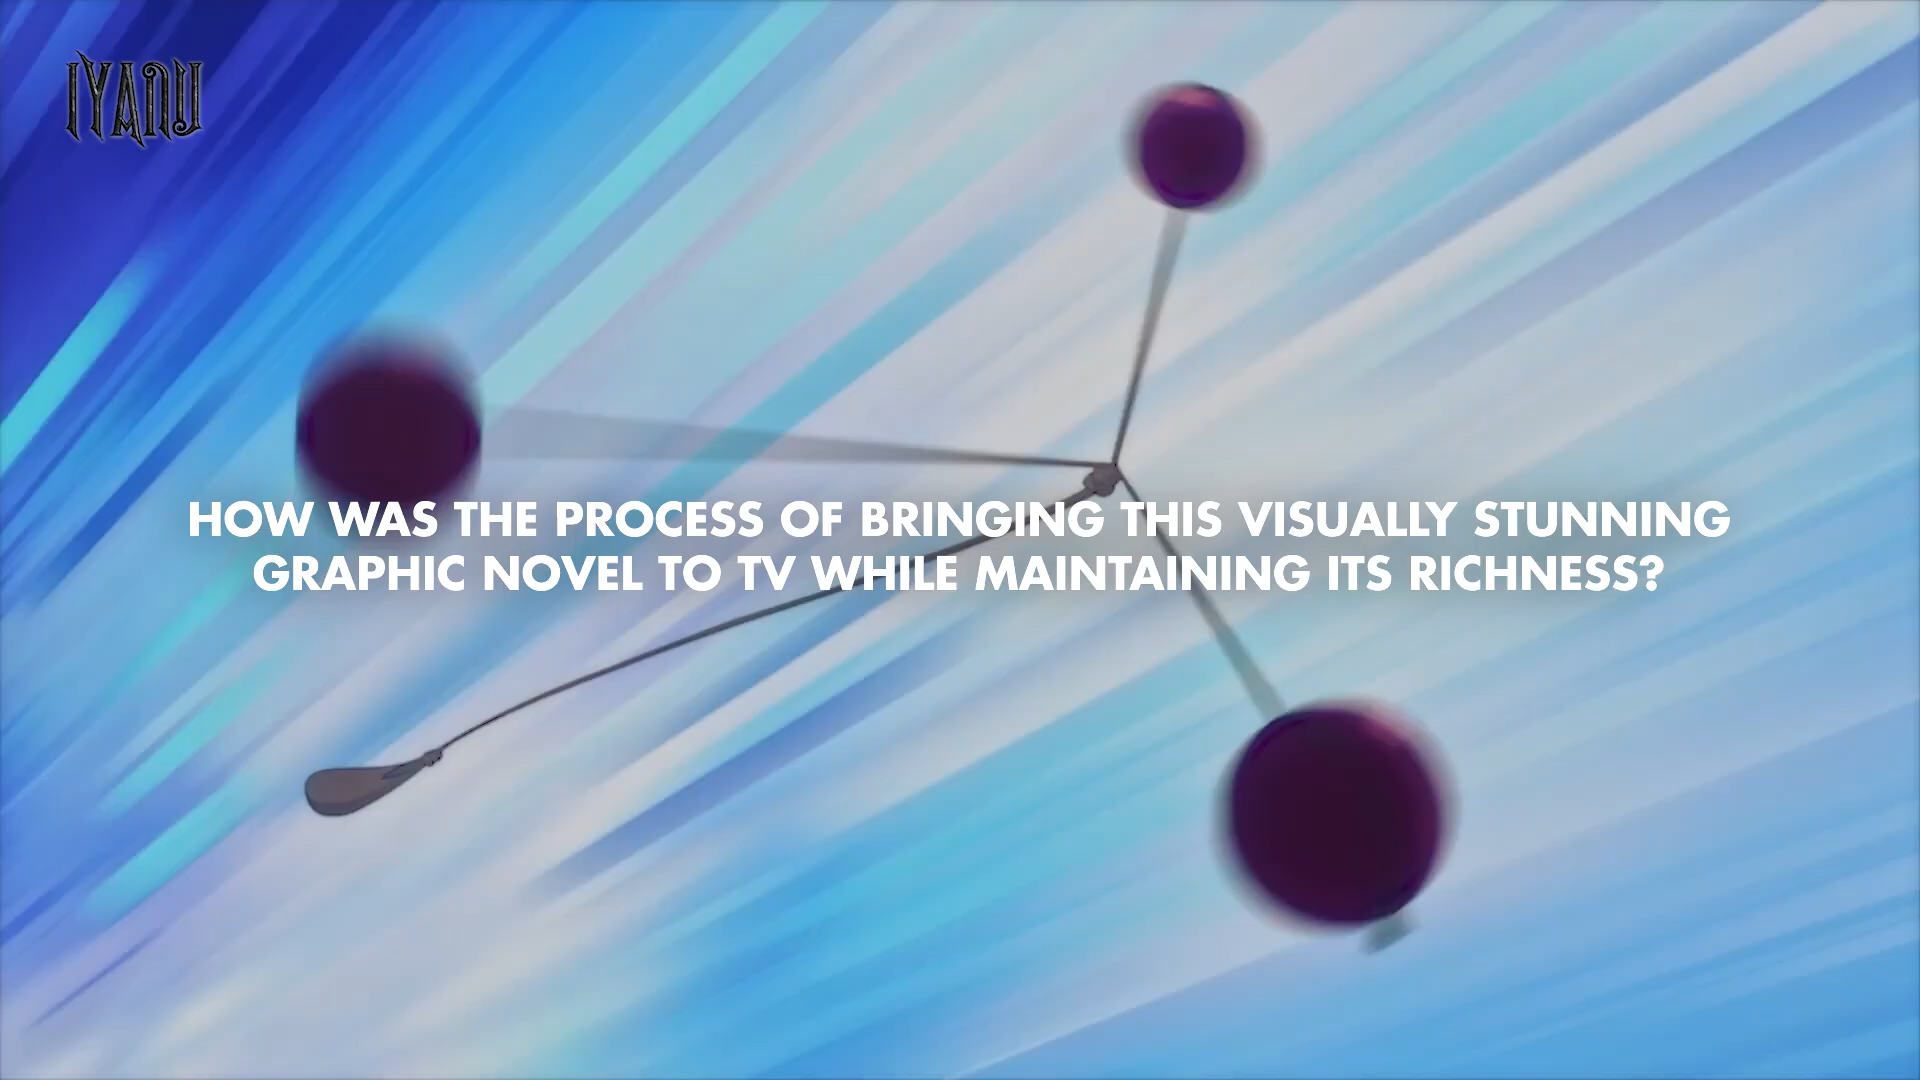 IYANU
HOW WAS THE PROCESS OF BRINGING THIS VISUALLY STUNNING
GRAPHIC NOVEL TO TV WHILE MAINTAINING ITS RICHNESS?